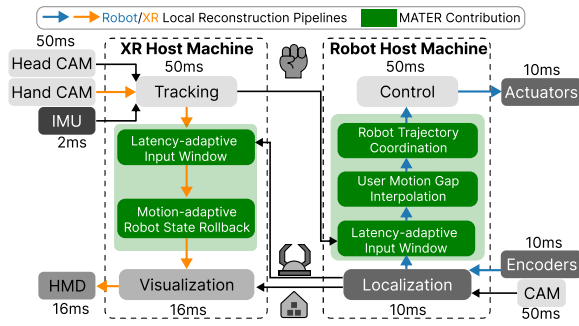 Robot/XR Local Reconstruction Pipelines
MATER Contribution
XR Host Machine
Robot Host Machine
50ms
Head CAM
Hand CAM
IMU
2ms
50ms
Tracking
Latency-adaptive
Input Window
Motion-adaptive
Robot State Rollback
Visualization
16ms
HMD
16ms
50ms
Control
10ms
Actuators
Robot Trajectory
Coordination
User Motion Gap
Interpolation
Latency-adaptive
Input Window
Localization
10ms
10ms
Encoders
CAM
50ms